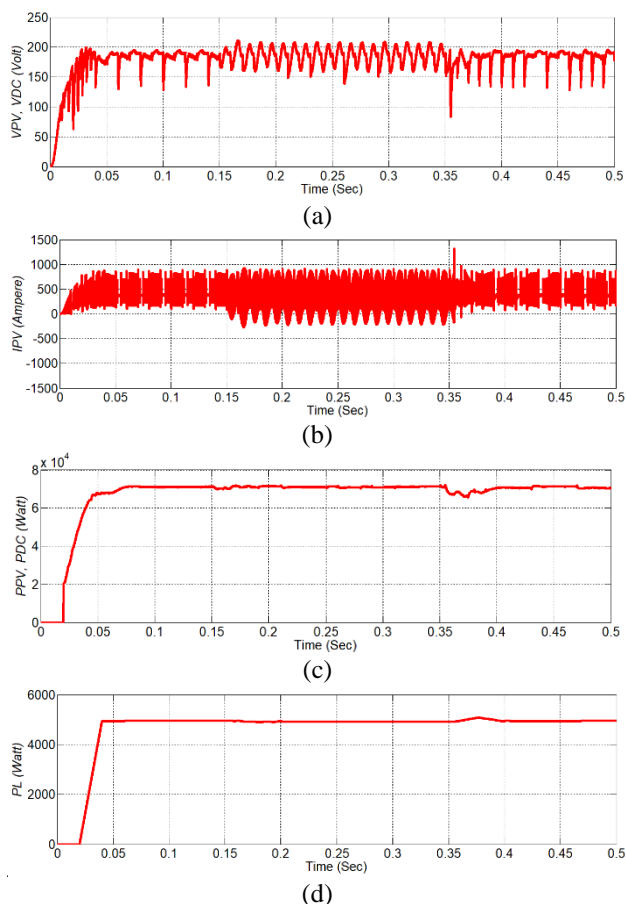 250
200
150
100
50
0
VPV, VDC (Volt)
0 0.05 0.1 0.15 0.2 0.25 0.3 0.35 0.4 0.45 0.5
Time (Sec)
(a)
1500
1000
500
0
-500
-1000
-1500
IPV (Ampere)
0 0.05 0.1 0.15 0.2 0.25 0.3 0.35 0.4 0.45 0.5
Time (Sec)
(b)
x 10^4
8
6
4
2
0
PPV, PDC (Watt)
0 0.05 0.1 0.15 0.2 0.25 0.3 0.35 0.4 0.45 0.5
Time (Sec)
(c)
6000
4000
2000
0
PL (Watt)
0 0.05 0.1 0.15 0.2 0.25 0.3 0.35 0.4 0.45 0.5
Time (Sec)
(d)